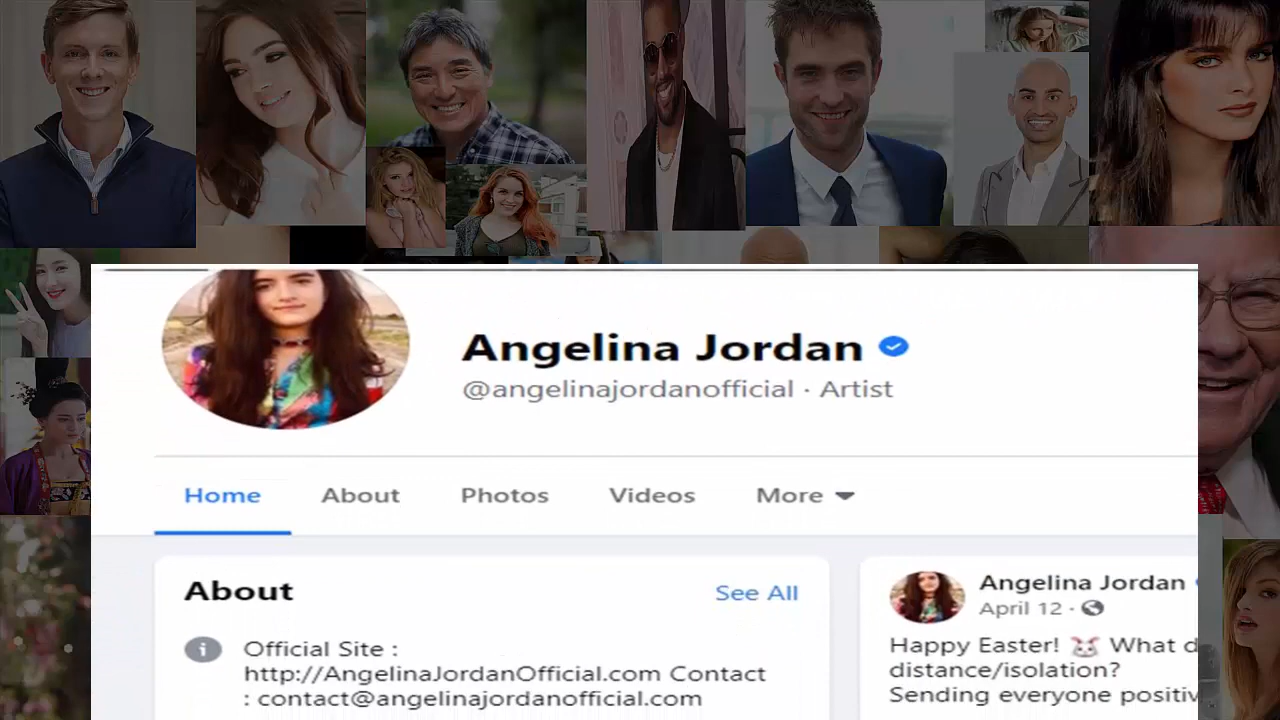 Angelina Jordan
@angelinajordanofficial · Artist
Home About Photos Videos More
About See All
Official Site :
http://AngelinaJordanOfficial.com Contact
: contact@angelinajordanofficial.com
Angelina Jordan
April 12 ·
Happy Easter! 🐰 What d
distance/isolation?
Sending everyone positiv